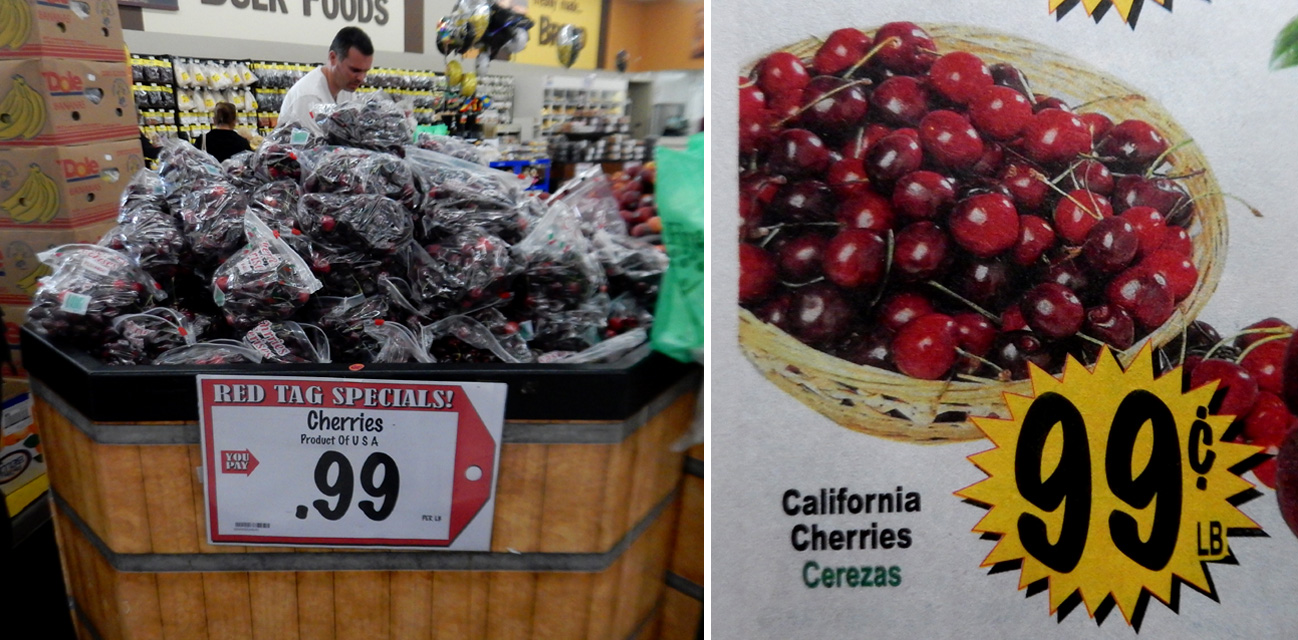 BULK FOODS
Dole
BANANAS
Dole
RED TAG SPECIALS!
Cherries
Product Of U S A
YOU PAY
.99
PER LB
99¢
LB
California
Cherries
Cerezas